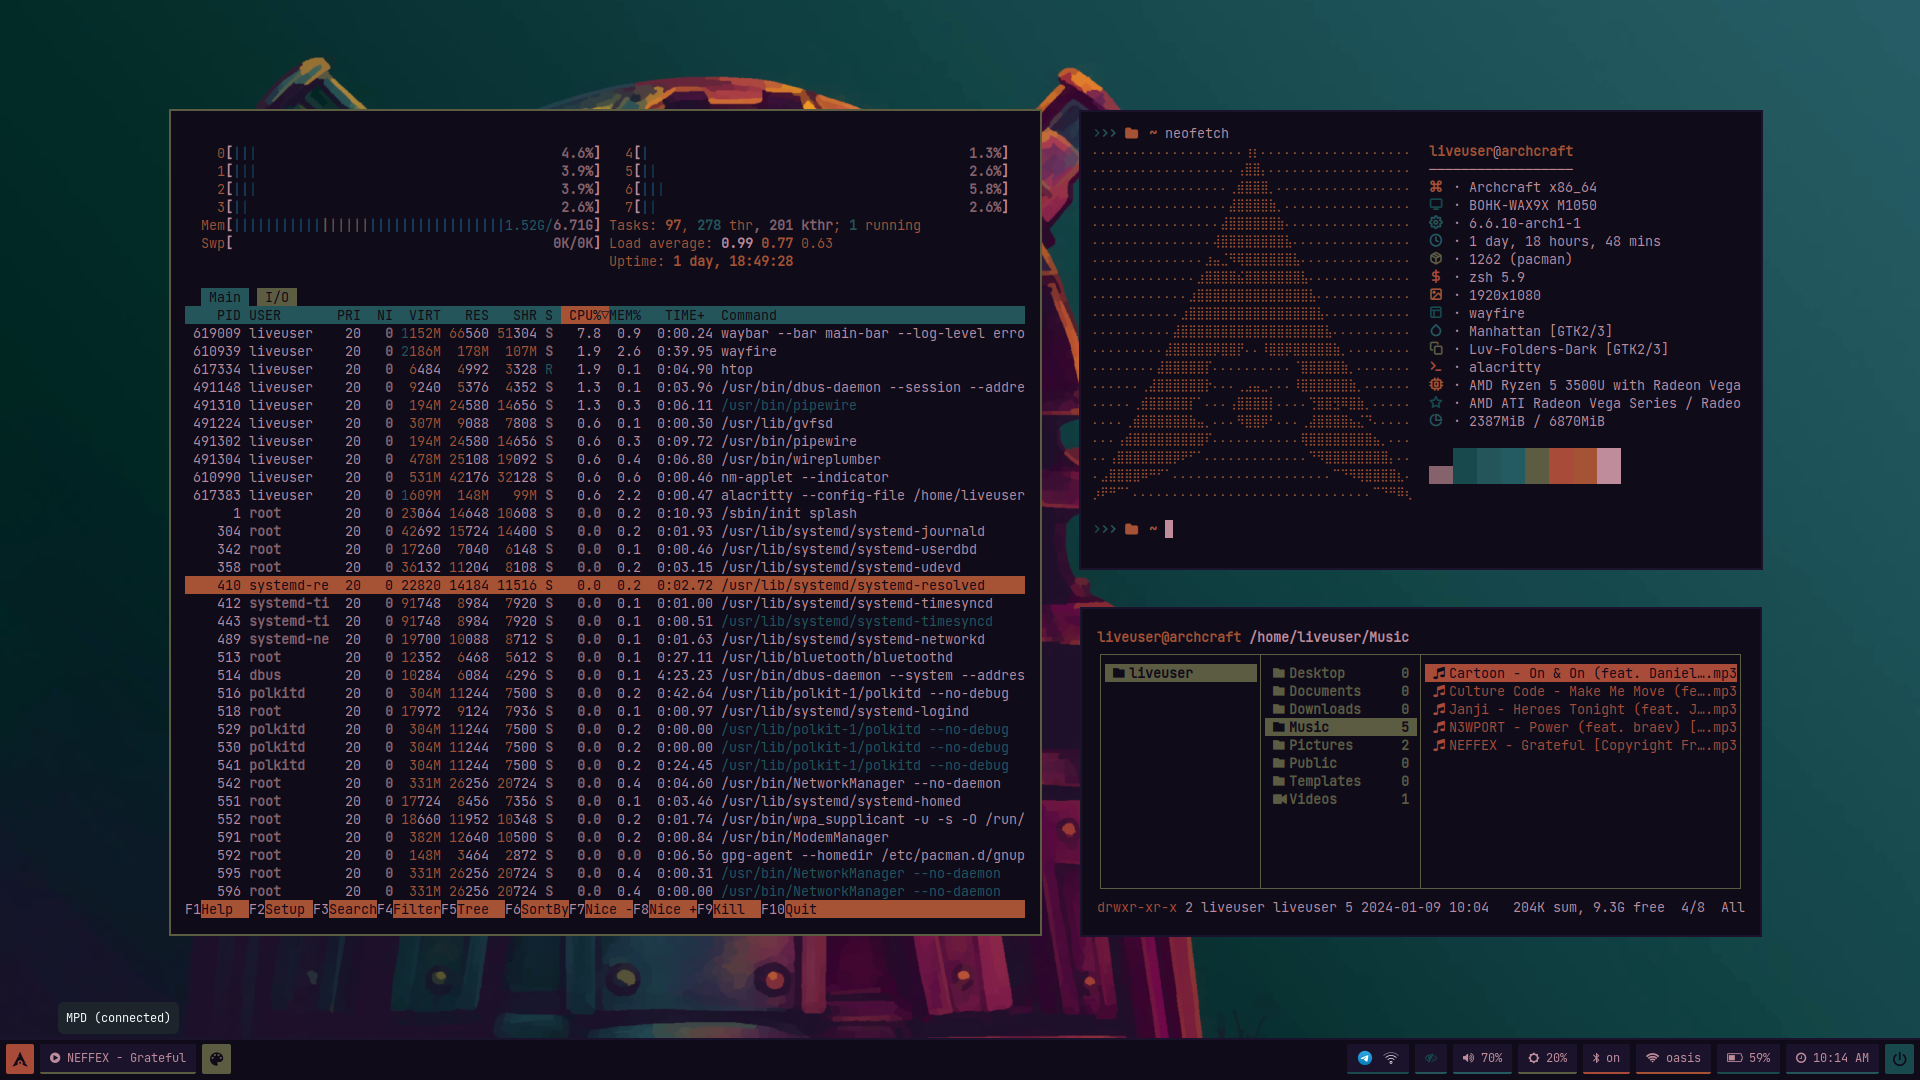 0[||| 4.6%] 4[| 1.3%]
1[||| 3.9%] 5[|| 2.6%]
2[||| 3.9%] 6[||| 5.8%]
3[|| 2.6%] 7[|| 2.6%]
Mem[||||||||||||||||||||||||||||||||||1.52G/6.71G] Tasks: 97, 278 thr, 201 kthr; 1 running
Swp[ 0K/0K] Load average: 0.99 0.77 0.63
Uptime: 1 day, 18:49:28
Main I/O
PID USER PRI NI VIRT RES SHR S CPU%▽MEM% TIME+ Command
619009 liveuser 20 0 1152M 66560 51304 S 7.8 0.9 0:00.24 waybar --bar main-bar --log-level erro
610939 liveuser 20 0 2186M 178M 107M S 1.9 2.6 0:39.95 wayfire
617334 liveuser 20 0 6484 4992 3328 R 1.9 0.1 0:04.90 htop
491148 liveuser 20 0 9240 5376 4352 S 1.3 0.1 0:03.96 /usr/bin/dbus-daemon --session --addre
491310 liveuser 20 0 194M 24580 14656 S 1.3 0.3 0:06.11 /usr/bin/pipewire
491224 liveuser 20 0 307M 9088 7808 S 0.6 0.1 0:00.30 /usr/lib/gvfsd
491302 liveuser 20 0 194M 24580 14656 S 0.6 0.3 0:09.72 /usr/bin/pipewire
491304 liveuser 20 0 478M 25108 19092 S 0.6 0.4 0:06.80 /usr/bin/wireplumber
610990 liveuser 20 0 531M 42176 32128 S 0.6 0.6 0:00.46 nm-applet --indicator
617383 liveuser 20 0 1609M 148M 99M S 0.6 2.2 0:00.47 alacritty --config-file /home/liveuser
1 root 20 0 23064 14648 10608 S 0.0 0.2 0:10.93 /sbin/init splash
304 root 20 0 42692 15724 14400 S 0.0 0.2 0:01.93 /usr/lib/systemd/systemd-journald
342 root 20 0 17260 7040 6148 S 0.0 0.1 0:00.46 /usr/lib/systemd/systemd-userdbd
358 root 20 0 36132 11204 8108 S 0.0 0.2 0:03.15 /usr/lib/systemd/systemd-udevd
410 systemd-re 20 0 22820 14184 11516 S 0.0 0.2 0:02.72 /usr/lib/systemd/systemd-resolved
412 systemd-ti 20 0 91748 8984 7920 S 0.0 0.1 0:01.00 /usr/lib/systemd/systemd-timesyncd
443 systemd-ti 20 0 91748 8984 7920 S 0.0 0.1 0:00.51 /usr/lib/systemd/systemd-timesyncd
489 systemd-ne 20 0 19700 10088 8712 S 0.0 0.1 0:01.63 /usr/lib/systemd/systemd-networkd
513 root 20 0 12352 6468 5612 S 0.0 0.1 0:27.11 /usr/lib/bluetooth/bluetoothd
514 dbus 20 0 10284 6084 4296 S 0.0 0.1 4:23.23 /usr/bin/dbus-daemon --system --addres
516 polkitd 20 0 304M 11244 7500 S 0.0 0.2 0:42.64 /usr/lib/polkit-1/polkitd --no-debug
518 root 20 0 17972 9124 7936 S 0.0 0.1 0:00.97 /usr/lib/systemd/systemd-logind
529 polkitd 20 0 304M 11244 7500 S 0.0 0.2 0:00.00 /usr/lib/polkit-1/polkitd --no-debug
530 polkitd 20 0 304M 11244 7500 S 0.0 0.2 0:00.00 /usr/lib/polkit-1/polkitd --no-debug
541 polkitd 20 0 304M 11244 7500 S 0.0 0.2 0:24.45 /usr/lib/polkit-1/polkitd --no-debug
542 root 20 0 331M 26256 20724 S 0.0 0.4 0:04.60 /usr/bin/NetworkManager --no-daemon
551 root 20 0 17724 8456 7356 S 0.0 0.1 0:03.46 /usr/lib/systemd/systemd-homed
552 root 20 0 18660 11952 10348 S 0.0 0.2 0:01.74 /usr/bin/wpa_supplicant -u -s -O /run/
591 root 20 0 382M 12640 10500 S 0.0 0.2 0:00.84 /usr/bin/ModemManager
592 root 20 0 148M 3464 2872 S 0.0 0.0 0:06.56 gpg-agent --homedir /etc/pacman.d/gnup
595 root 20 0 331M 26256 20724 S 0.0 0.4 0:00.31 /usr/bin/NetworkManager --no-daemon
596 root 20 0 331M 26256 20724 S 0.0 0.4 0:00.00 /usr/bin/NetworkManager --no-daemon
F1Help F2Setup F3SearchF4FilterF5Tree F6SortByF7Nice -F8Nice +F9Kill F10Quit
>>> ~ neofetch
liveuser@archcraft
· Archcraft x86_64
· BOHK-WAX9X M1050
· 6.6.10-arch1-1
· 1 day, 18 hours, 48 mins
· 1262 (pacman)
· zsh 5.9
· 1920x1080
· wayfire
· Manhattan [GTK2/3]
· Luv-Folders-Dark [GTK2/3]
· alacritty
· AMD Ryzen 5 3500U with Radeon Vega
· AMD ATI Radeon Vega Series / Radeo
· 2387MiB / 6870MiB
>>> ~
liveuser@archcraft /home/liveuser/Music
liveuser Desktop 0 Cartoon - On & On (feat. Daniel….mp3
Documents 0 Culture Code - Make Me Move (fe….mp3
Downloads 0 Janji - Heroes Tonight (feat. J….mp3
Music 5 N3WPORT - Power (feat. braev) [….mp3
Pictures 2 NEFFEX - Grateful [Copyright Fr….mp3
Public 0
Templates 0
Videos 1
drwxr-xr-x 2 liveuser liveuser 5 2024-01-09 10:04 204K sum, 9.3G free 4/8 All
MPD (connected)
NEFFEX - Grateful 70% 20% on oasis 59% 10:14 AM